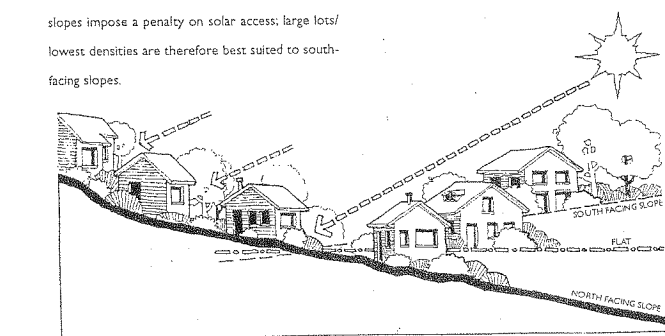 slopes impose a penalty on solar access; large lots/
lowest densities are therefore best suited to south-
facing slopes.
SOUTH FACING SLOPE
FLAT
NORTH FACING SLOPE